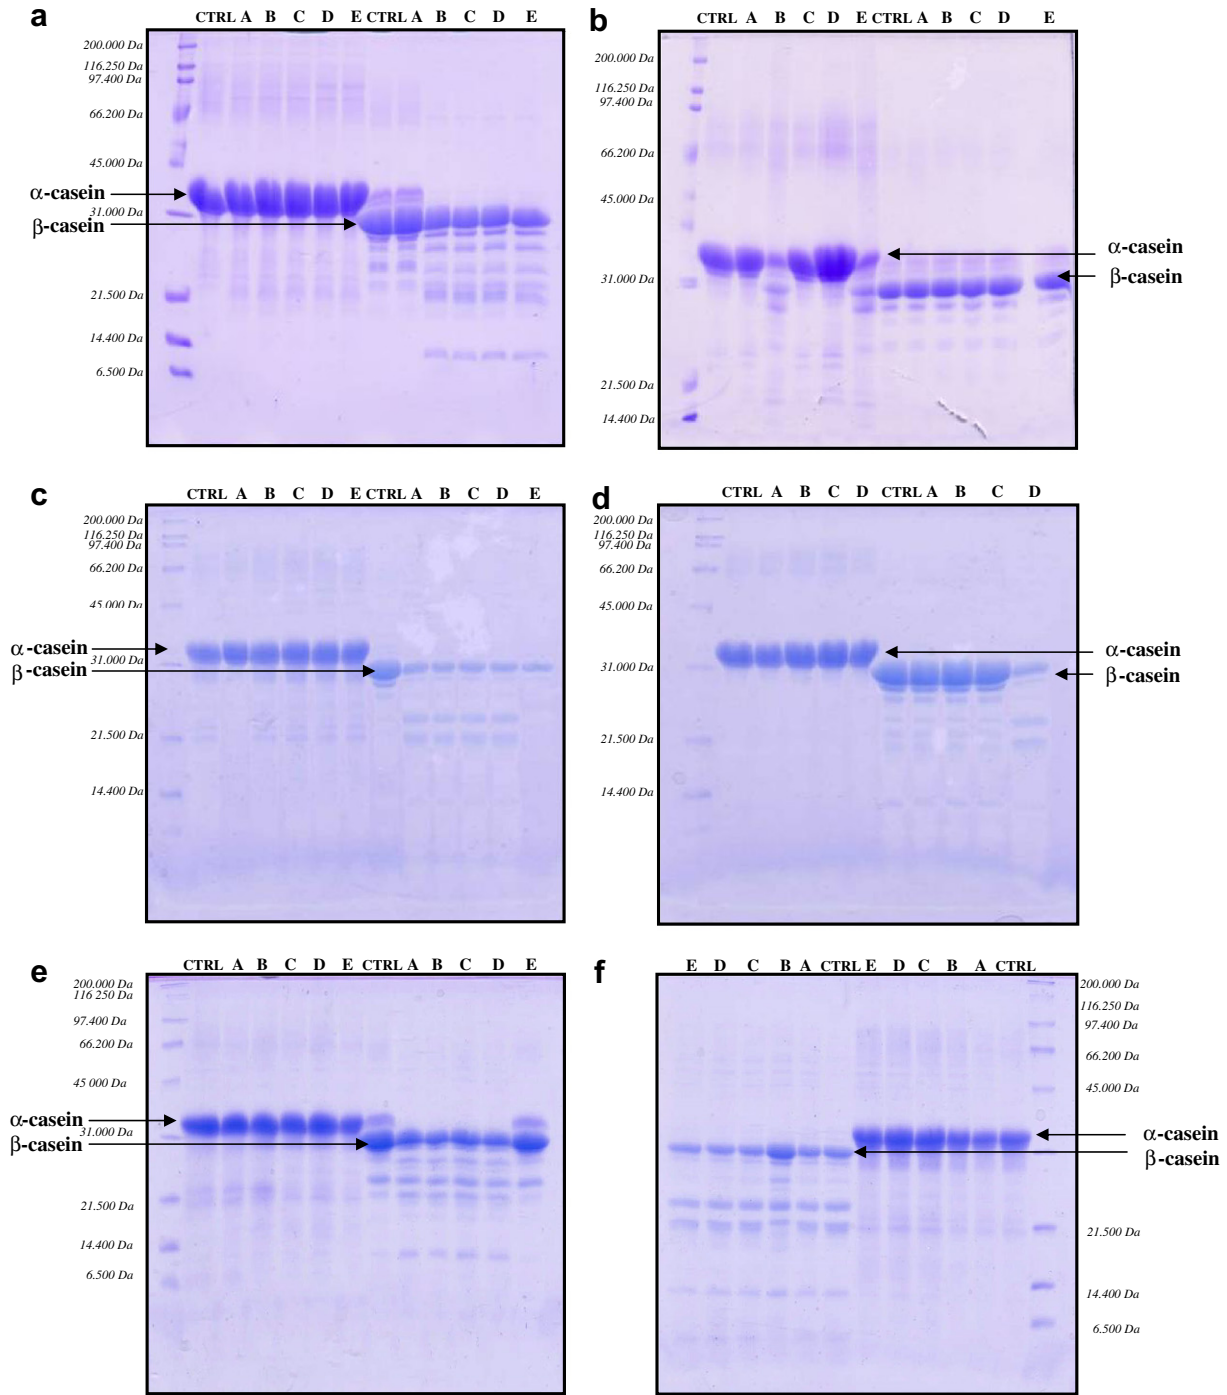 a
CTRL A B C D E CTRL A B C D E
200.000 Da
116.250 Da
97.400 Da
66.200 Da
45.000 Da
α-casein
31.000 Da
β-casein
21.500 Da
14.400 Da
6.500 Da
b
CTRL A B C D E CTRL A B C D E
200.000 Da
116.250 Da
97.400 Da
66.200 Da
45.000 Da
α-casein
31.000 Da
β-casein
21.500 Da
14.400 Da
c
CTRL A B C D E CTRL A B C D E
200.000 Da
116.250 Da
97.400 Da
66.200 Da
45.000 Da
α-casein
31.000 Da
β-casein
21.500 Da
14.400 Da
d
CTRL A B C D CTRL A B C D
200.000 Da
116.250 Da
97.400 Da
66.200 Da
45.000 Da
α-casein
31.000 Da
β-casein
21.500 Da
14.400 Da
e
CTRL A B C D E CTRL A B C D E
200.000 Da
116 250 Da
97.400 Da
66.200 Da
45 000 Da
α-casein
31.000 Da
β-casein
21.500 Da
14.400 Da
6.500 Da
f
E D C B A CTRL E D C B A CTRL
200.000 Da
116.250 Da
97.400 Da
66.200 Da
45.000 Da
α-casein
β-casein
21.500 Da
14.400 Da
6.500 Da